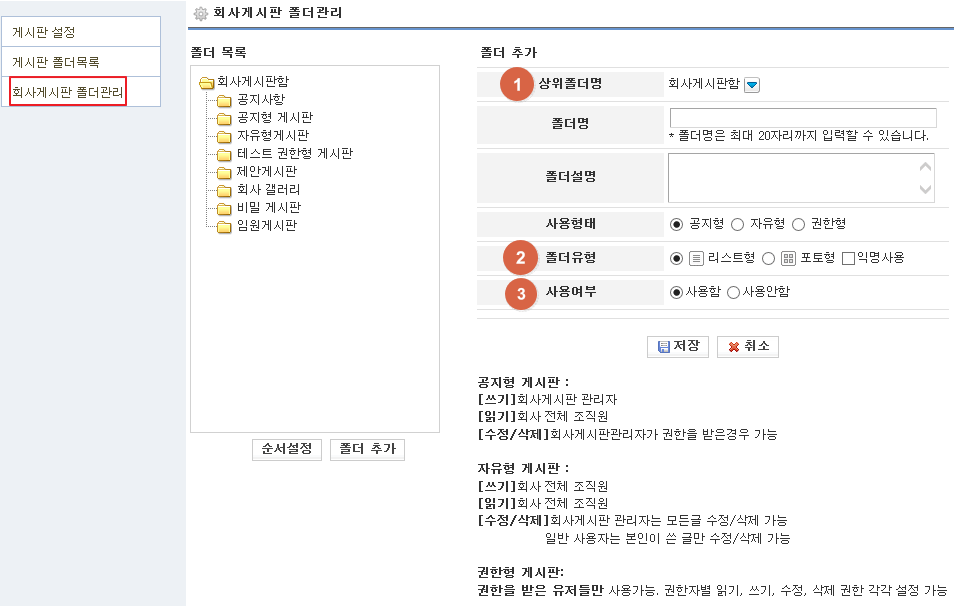 회사게시판 폴더관리
게시판 설정
게시판 폴더목록
회사게시판 폴더관리
폴더 목록
회사게시판함
공지사항
공지형 게시판
자유형게시판
테스트 권한형 게시판
제안게시판
회사 갤러리
비밀 게시판
임원게시판
순서설정 폴더 추가
폴더 추가
1 상위폴더명 회사게시판함
폴더명
* 폴더명은 최대 20자리까지 입력할 수 있습니다.
폴더설명
사용형태 공지형 자유형 권한형
2 폴더유형 리스트형 포토형 익명사용
3 사용여부 사용함 사용안함
저장 취소
공지형 게시판 :
[쓰기]회사게시판 관리자
[읽기]회사 전체 조직원
[수정/삭제]회사게시판관리자가 권한을 받은경우 가능
자유형 게시판 :
[쓰기]회사 전체 조직원
[읽기]회사 전체 조직원
[수정/삭제]회사게시판 관리자는 모든글 수정/삭제 가능
일반 사용자는 본인이 쓴 글만 수정/삭제 가능
권한형 게시판:
권한을 받은 유저들만 사용가능. 권한자별 읽기, 쓰기, 수정, 삭제 권한 각각 설정 가능